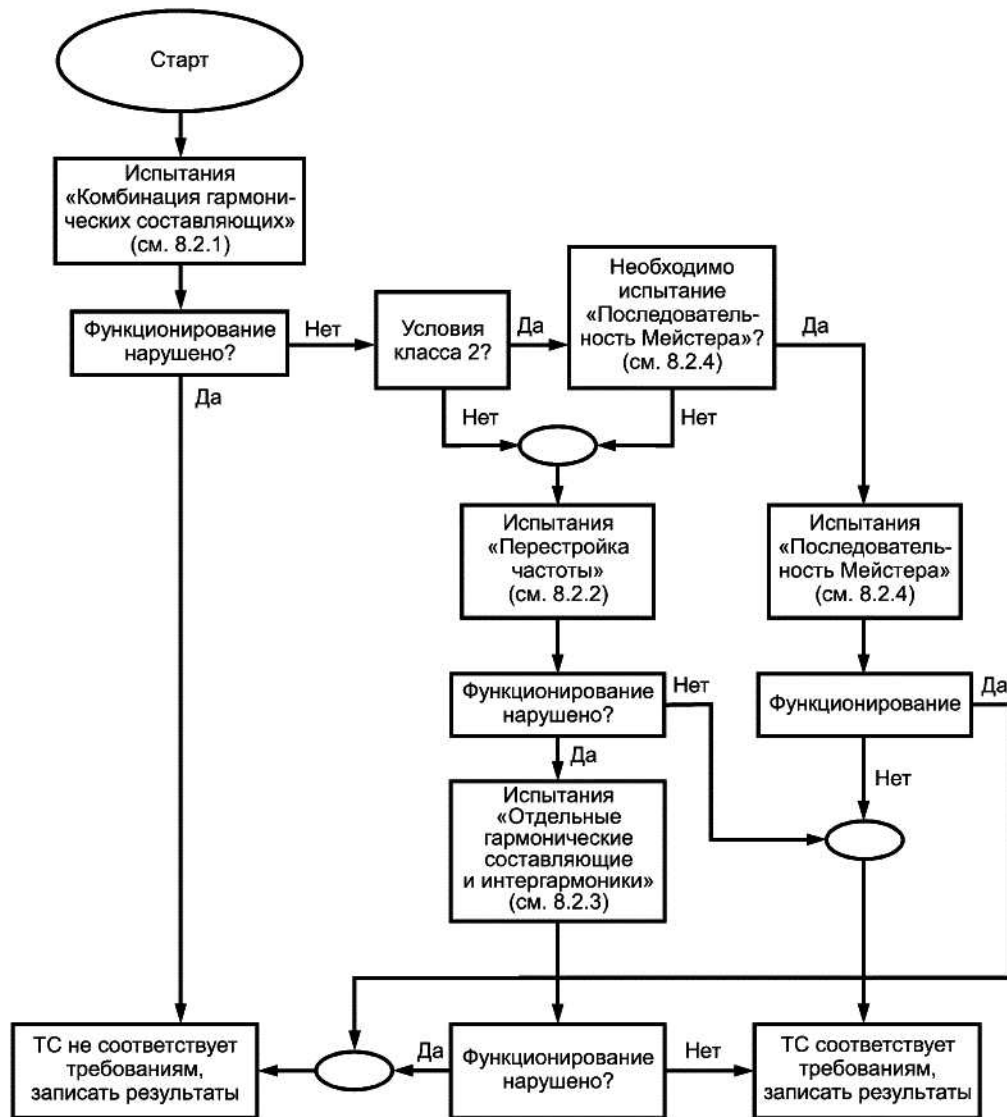 Старт
Испытания
«Комбинация гармони-
ческих составляющих»
(см. 8.2.1)
Функционирование
нарушено?
Нет
Да
Условия
класса 2?
Да
Нет
Необходимо
испытание
«Последователь-
ность Мейстера»?
(см. 8.2.4)
Да
Нет
Испытания
«Перестройка
частоты»
(см. 8.2.2)
Испытания
«Последователь-
ность Мейстера»
(см. 8.2.4)
Функционирование
нарушено?
Нет
Да
Функционирование
Да
Нет
Испытания
«Отдельные
гармонические
составляющие
и интергармоники»
(см. 8.2.3)
ТС не соответствует
требованиям,
записать результаты
Да
Функционирование
нарушено?
Нет
ТС соответствует
требованиям,
записать результаты